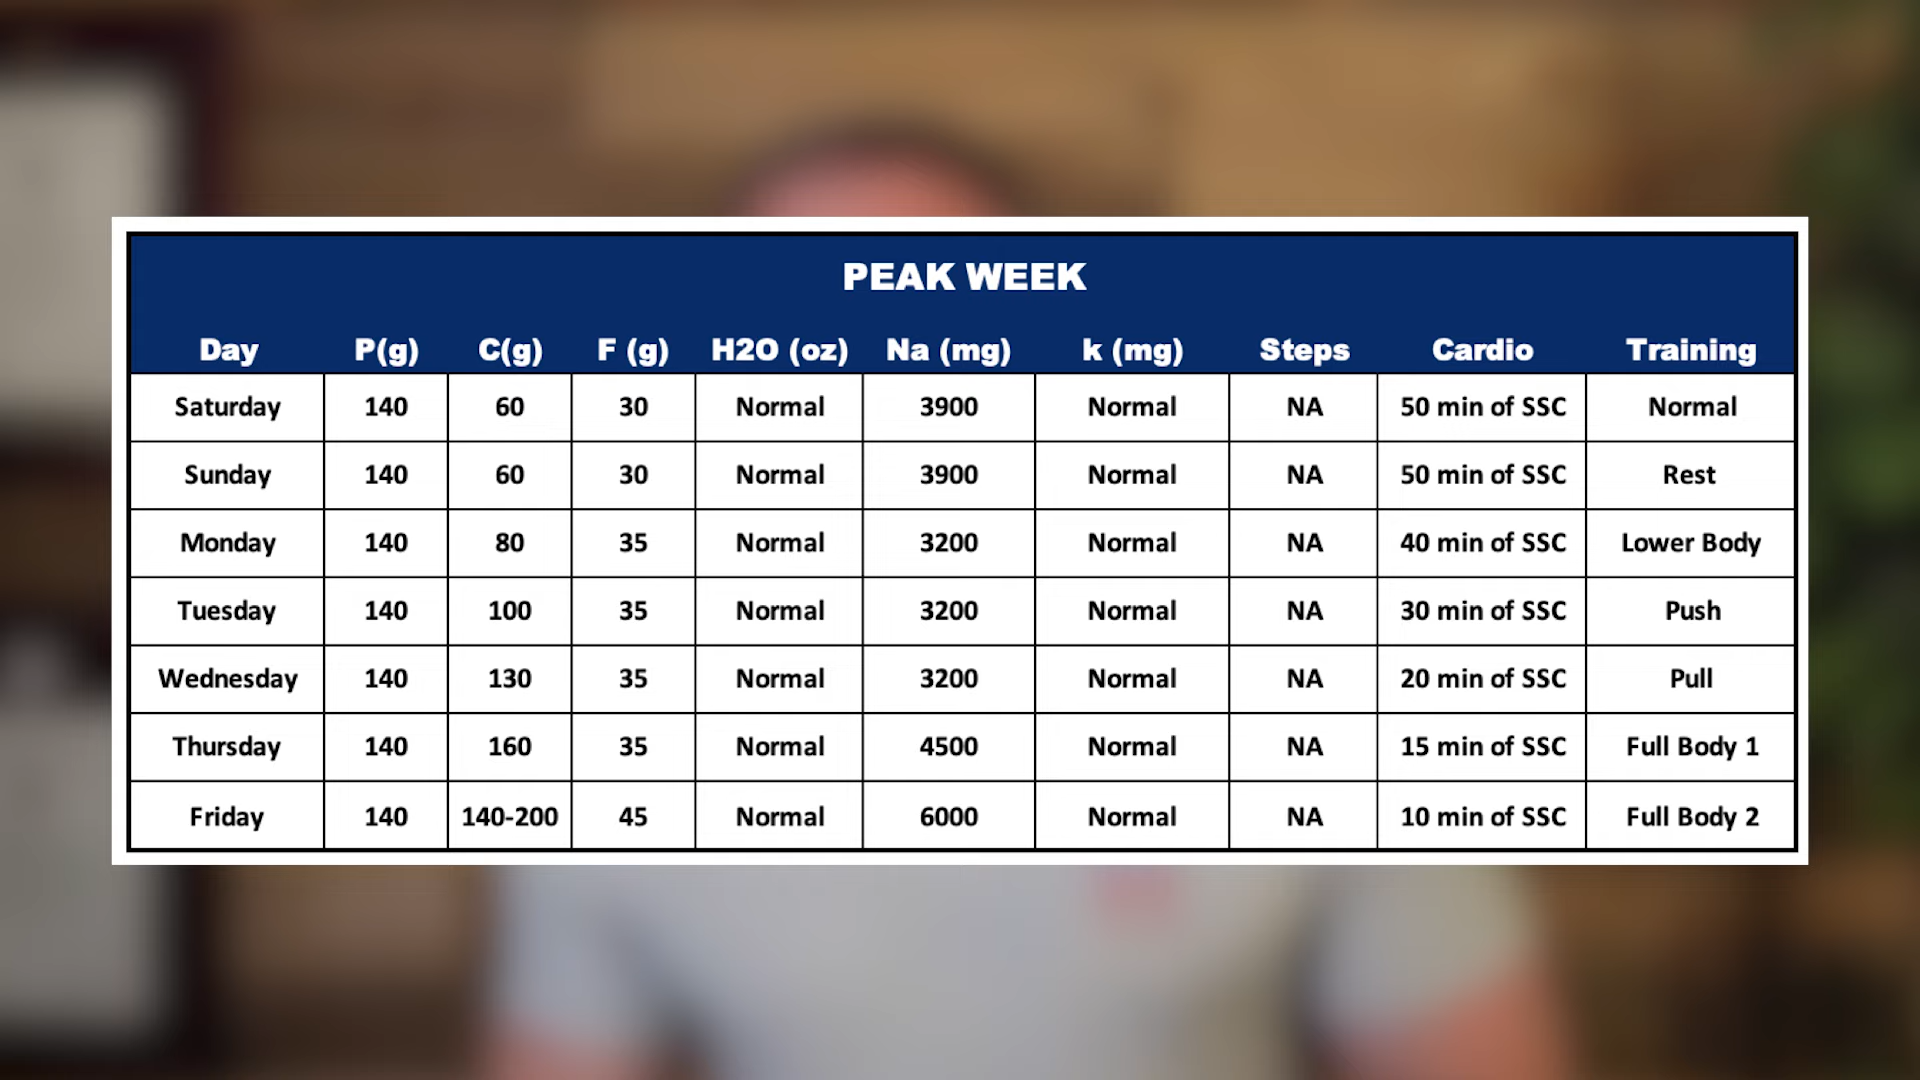 PEAK WEEK
Day P(g) C(g) F (g) H2O (oz) Na (mg) k (mg) Steps Cardio Training
Saturday 140 60 30 Normal 3900 Normal NA 50 min of SSC Normal
Sunday 140 60 30 Normal 3900 Normal NA 50 min of SSC Rest
Monday 140 80 35 Normal 3200 Normal NA 40 min of SSC Lower Body
Tuesday 140 100 35 Normal 3200 Normal NA 30 min of SSC Push
Wednesday 140 130 35 Normal 3200 Normal NA 20 min of SSC Pull
Thursday 140 160 35 Normal 4500 Normal NA 15 min of SSC Full Body 1
Friday 140 140-200 45 Normal 6000 Normal NA 10 min of SSC Full Body 2